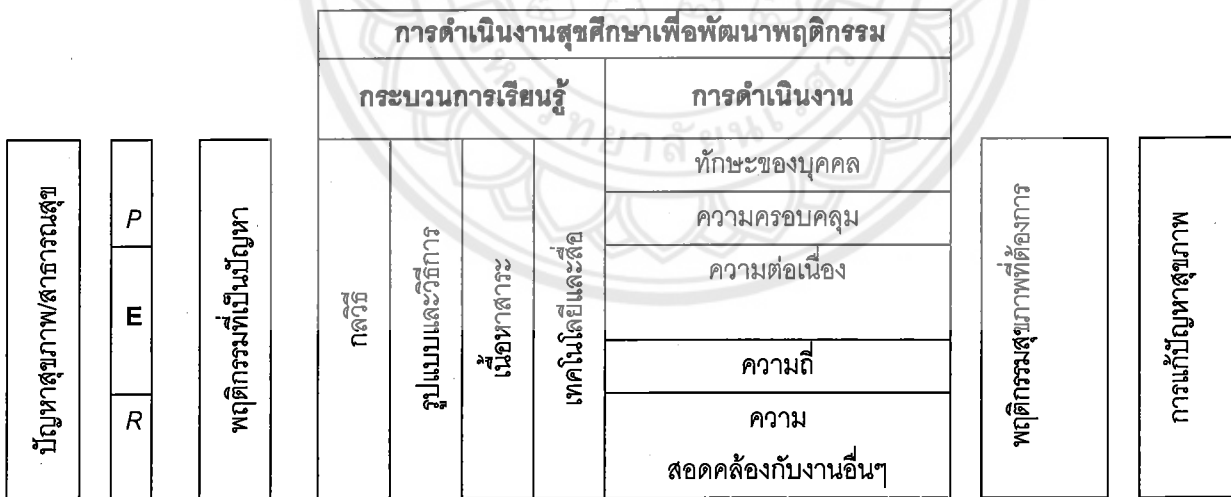 การดำเนินงานสุขศึกษาเพื่อพัฒนาพฤติกรรม
กระบวนการเรียนรู้
การดำเนินงาน
ปัญหาสุขภาพ/สาธารณสุข
P
E
R
พฤติกรรมที่เป็นปัญหา
กลวิธี
รูปแบบและวิธีการ
เนื้อหาสาระ
เทคโนโลยีและสื่อ
ทักษะของบุคคล
ความครอบคลุม
ความต่อเนื่อง
ความถี่
ความ
สอดคล้องกับงานอื่นๆ
พฤติกรรมสุขภาพที่ต้องการ
การแก้ปัญหาสุขภาพ